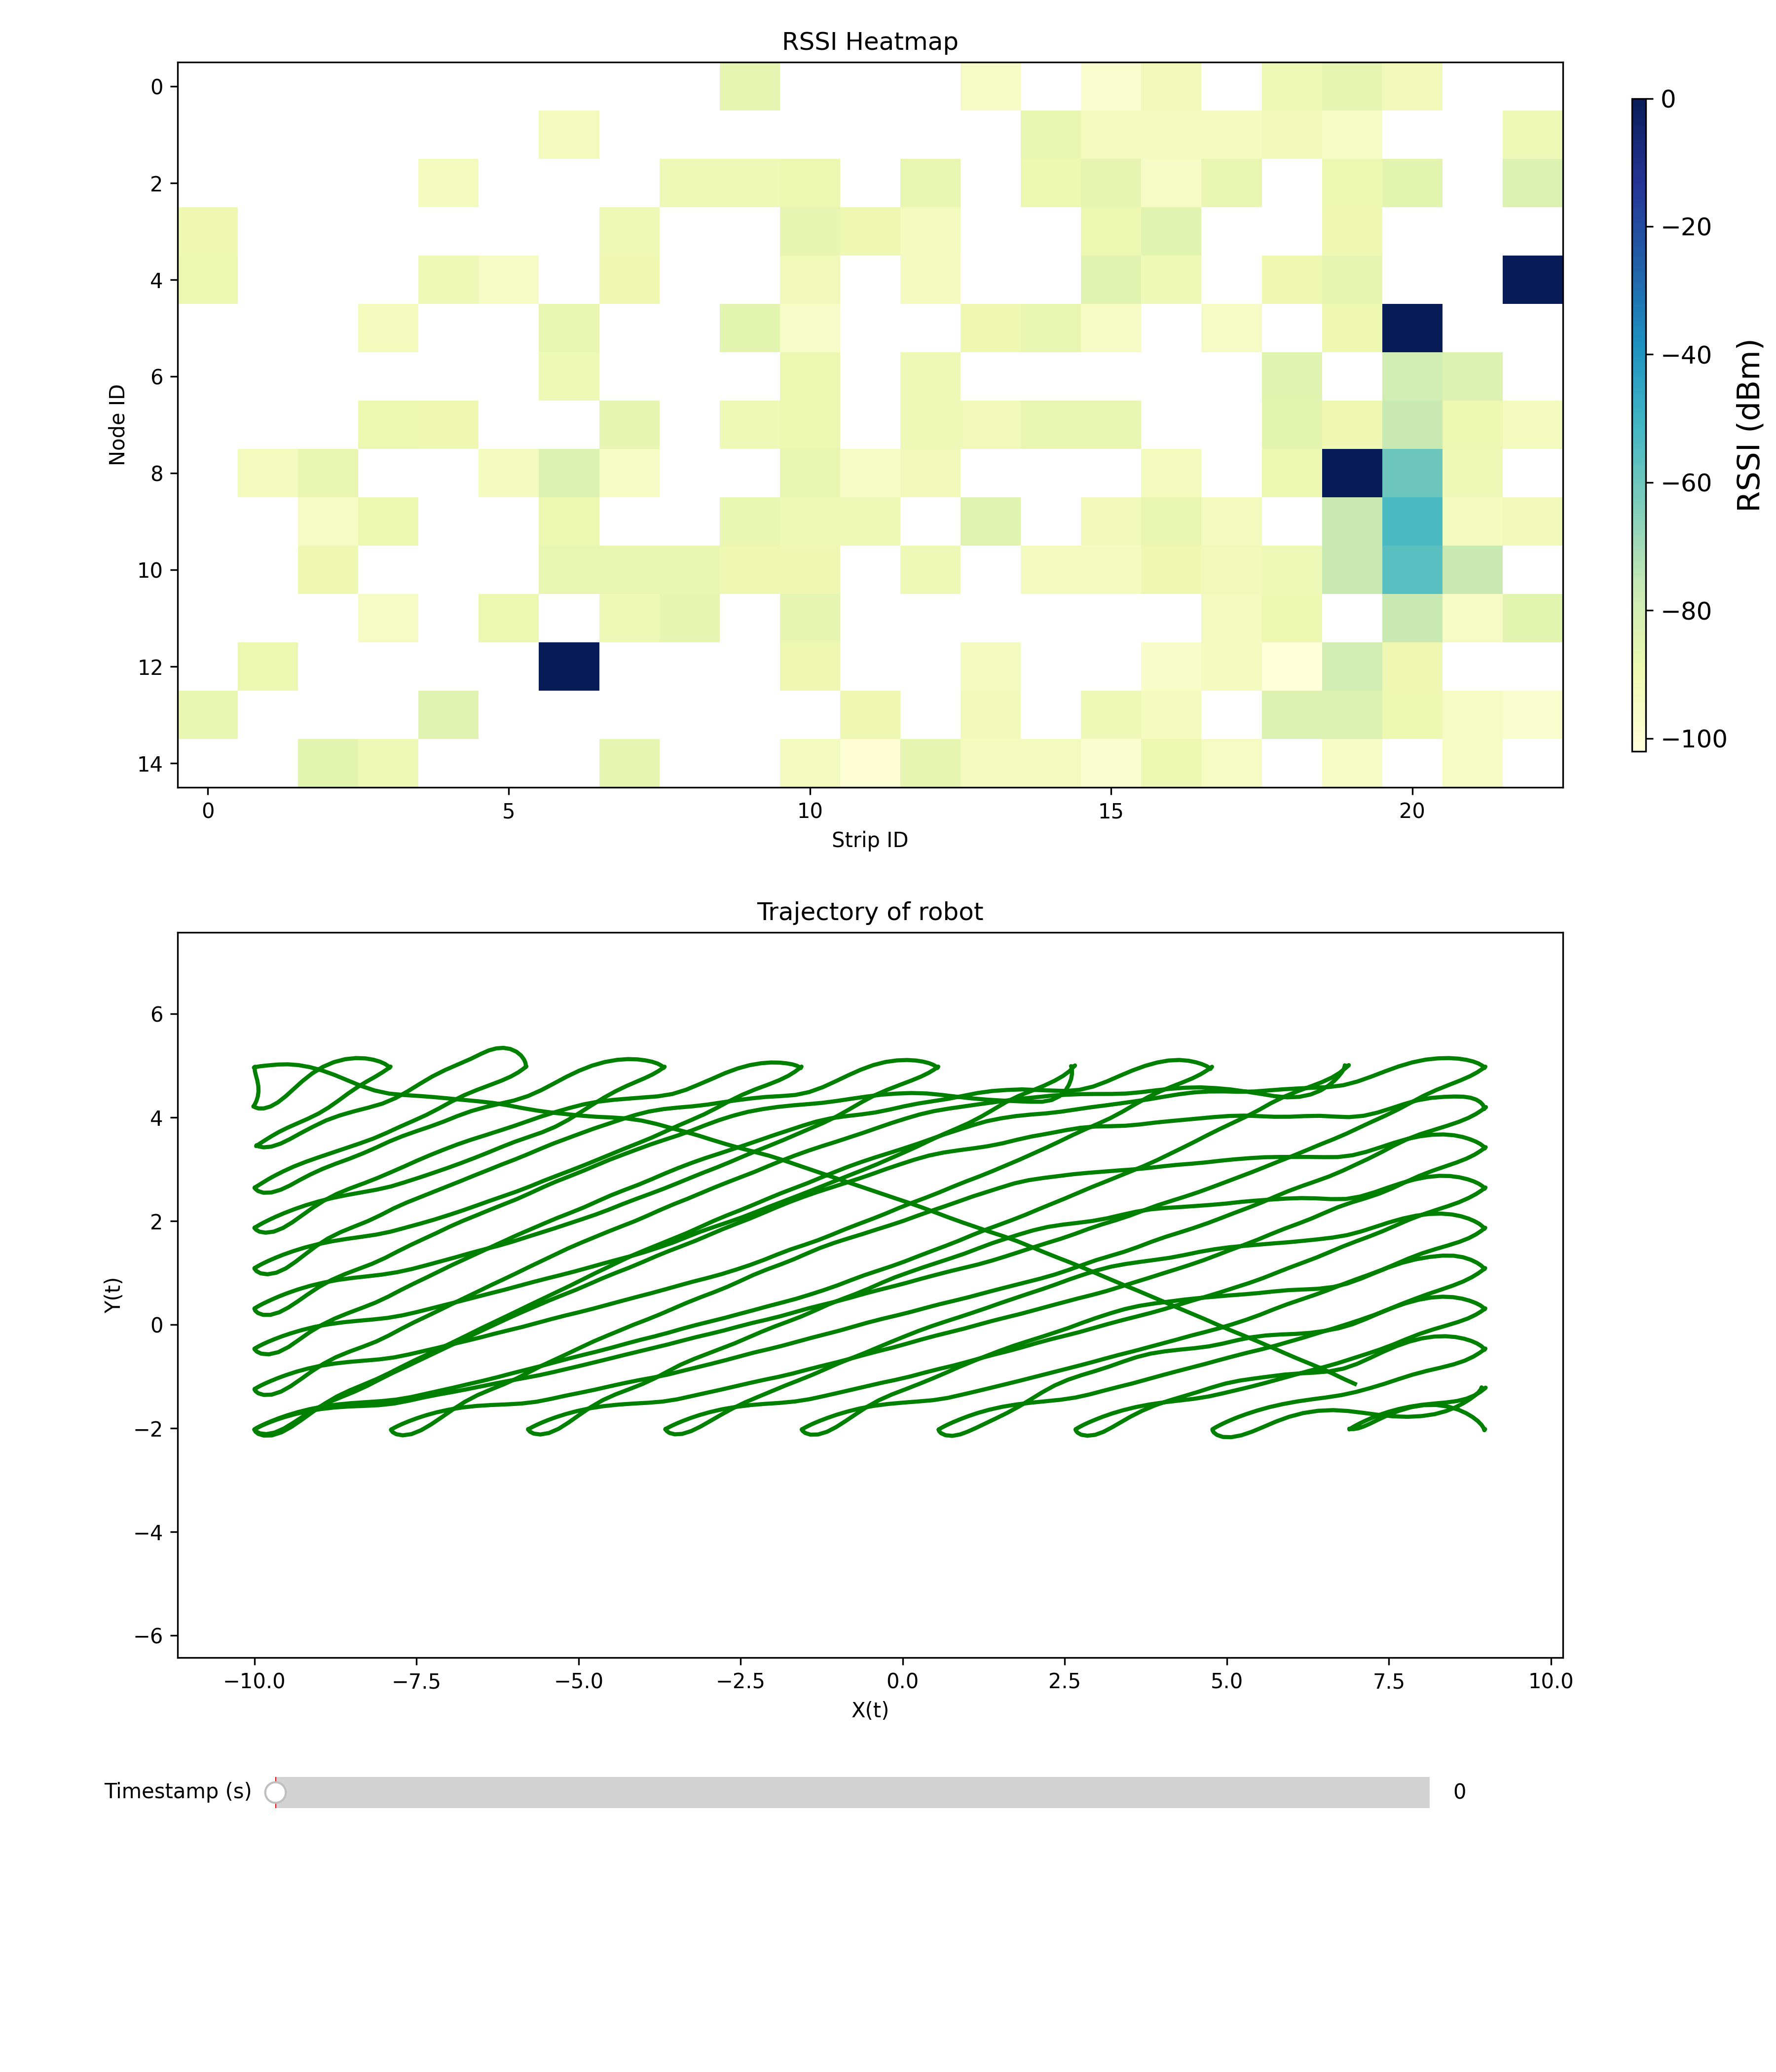 RSSI Heatmap
0
2
4
6
8
10
12
14
Node ID
0 5 10 15 20
Strip ID
0
−20
−40
−60
−80
−100
RSSI (dBm)
Trajectory of robot
6
4
2
0
−2
−4
−6
Y(t)
−10.0 −7.5 −5.0 −2.5 0.0 2.5 5.0 7.5 10.0
X(t)
Timestamp (s) 0